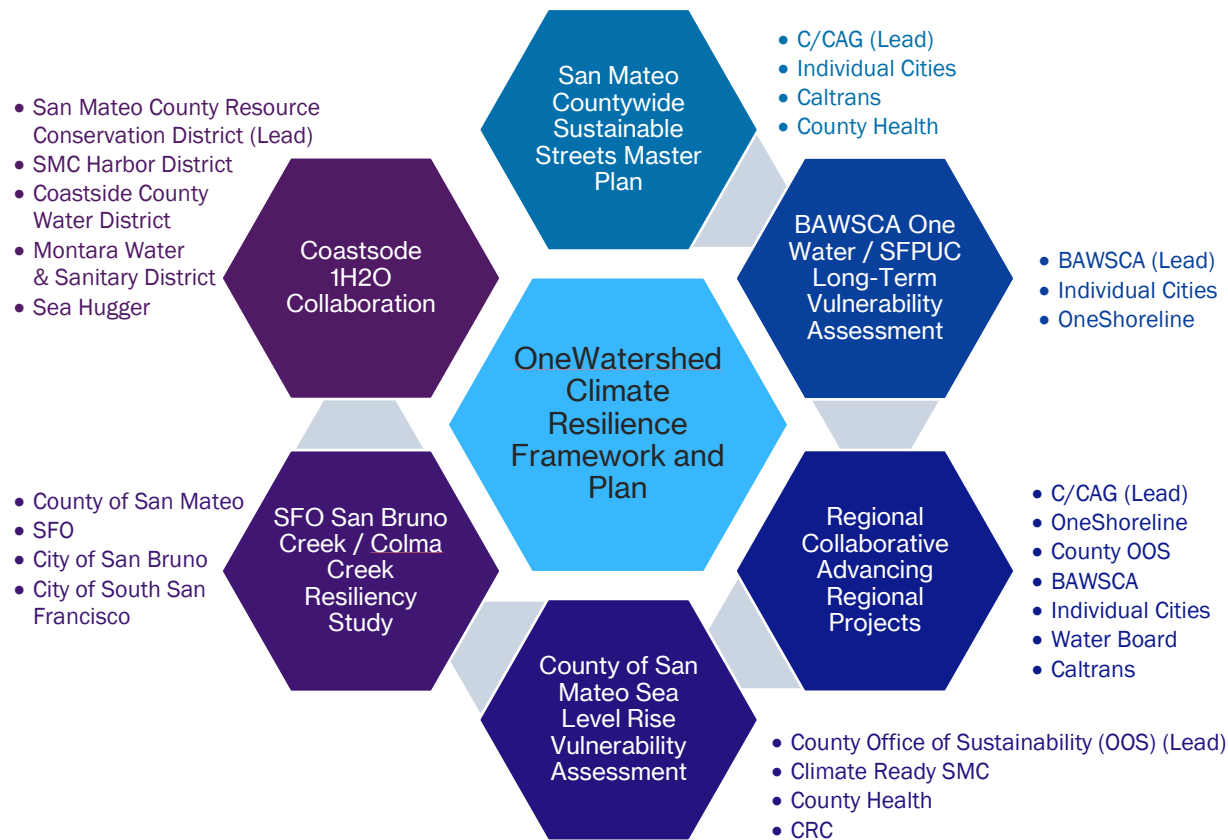 San Mateo
Countywide
Sustainable
Streets Master
Plan
• C/CAG (Lead)
• Individual Cities
• Caltrans
• County Health
BAWSCA One
Water / SFPUC
Long-Term
Vulnerability
Assessment
• BAWSCA (Lead)
• Individual Cities
• OneShoreline
Regional
Collaborative
Advancing
Regional
Projects
• C/CAG (Lead)
• OneShoreline
• County OOS
• BAWSCA
• Individual Cities
• Water Board
• Caltrans
County of San
Mateo Sea
Level Rise
Vulnerability
Assessment
• County Office of Sustainability (OOS) (Lead)
• Climate Ready SMC
• County Health
• CRC
SFO San Bruno
Creek / Colma
Creek
Resiliency
Study
• County of San Mateo
• SFO
• City of San Bruno
• City of South San
Francisco
Coastsode
1H2O
Collaboration
• San Mateo County Resource
Conservation District (Lead)
• SMC Harbor District
• Coastside County
Water District
• Montara Water
& Sanitary District
• Sea Hugger
OneWatershed
Climate
Resilience
Framework and
Plan